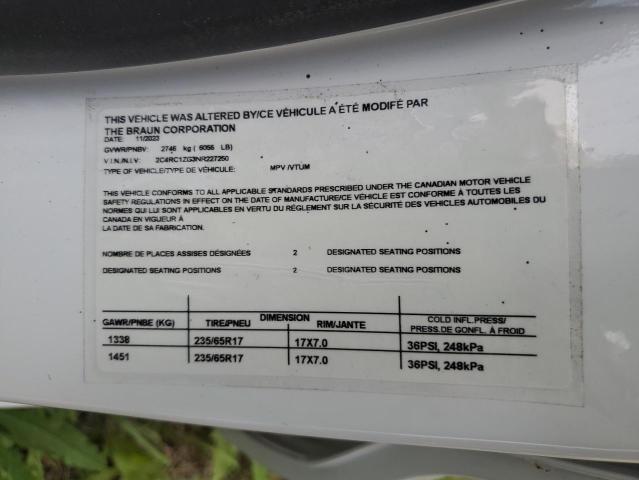 THIS VEHICLE WAS ALTERED BY/CE VÉHICULE A ÉTÉ MODIFÉ PAR
THE BRAUN CORPORATION
DATE: 11/2023
GVWR/PNBV: 2746 kg ( 6056 LB)
V.I.N./N.I.V: 2C4RC1ZG3NR227250
TYPE OF VEHICLE/TYPE DU VÉHICULE: MPV /VTUM
THIS VEHICLE CONFORMS TO ALL APPLICABLE STANDARDS PRESCRIBED UNDER THE CANADIAN MOTOR VEHICLE
SAFETY REGULATIONS IN EFFECT ON THE DATE OF MANUFACTURE/CE VEHICLE EST CONFORME À TOUTES LES
NORMES QUI LUI SONT APPLICABLES EN VERTU DU RÉGLEMENT SUR LA SÉCURITÉ DES VEHICLES AUTOMOBILES DU
CANADA EN VIGUEUR À
LA DATE DE SA FABRICATION.
NOMBRE DE PLACES ASSISES DÉSIGNÉES 2 DESIGNATED SEATING POSITIONS
DESIGNATED SEATING POSITIONS 2 DESIGNATED SEATING POSITIONS
GAWR/PNBE (KG) TIRE/PNEU DIMENSION RIM/JANTE COLD INFL.PRESS/
PRESS.DE GONFL. À FROID
1338 235/65R17 17X7.0 36PSI, 248kPa
1451 235/65R17 17X7.0 36PSI, 248kPa